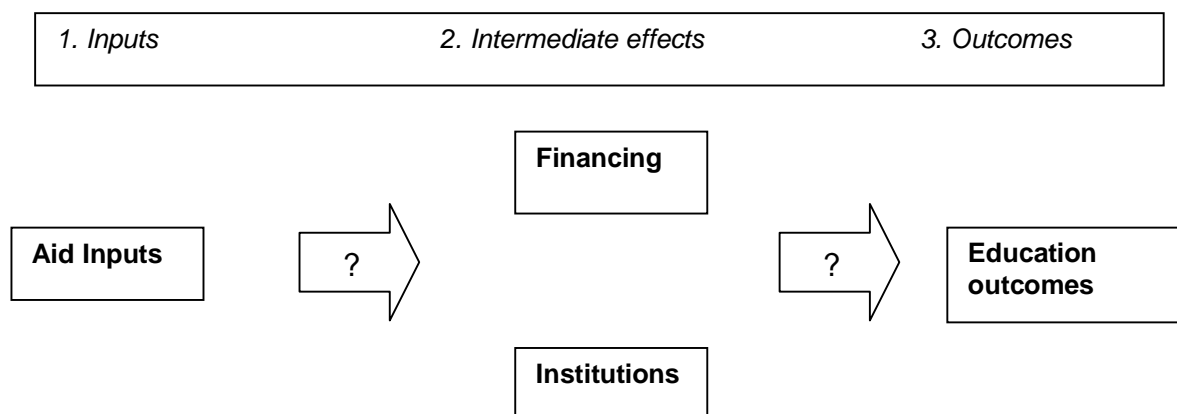 1. Inputs 2. Intermediate effects 3. Outcomes
Financing
Aid Inputs
?
?
Education
outcomes
Institutions